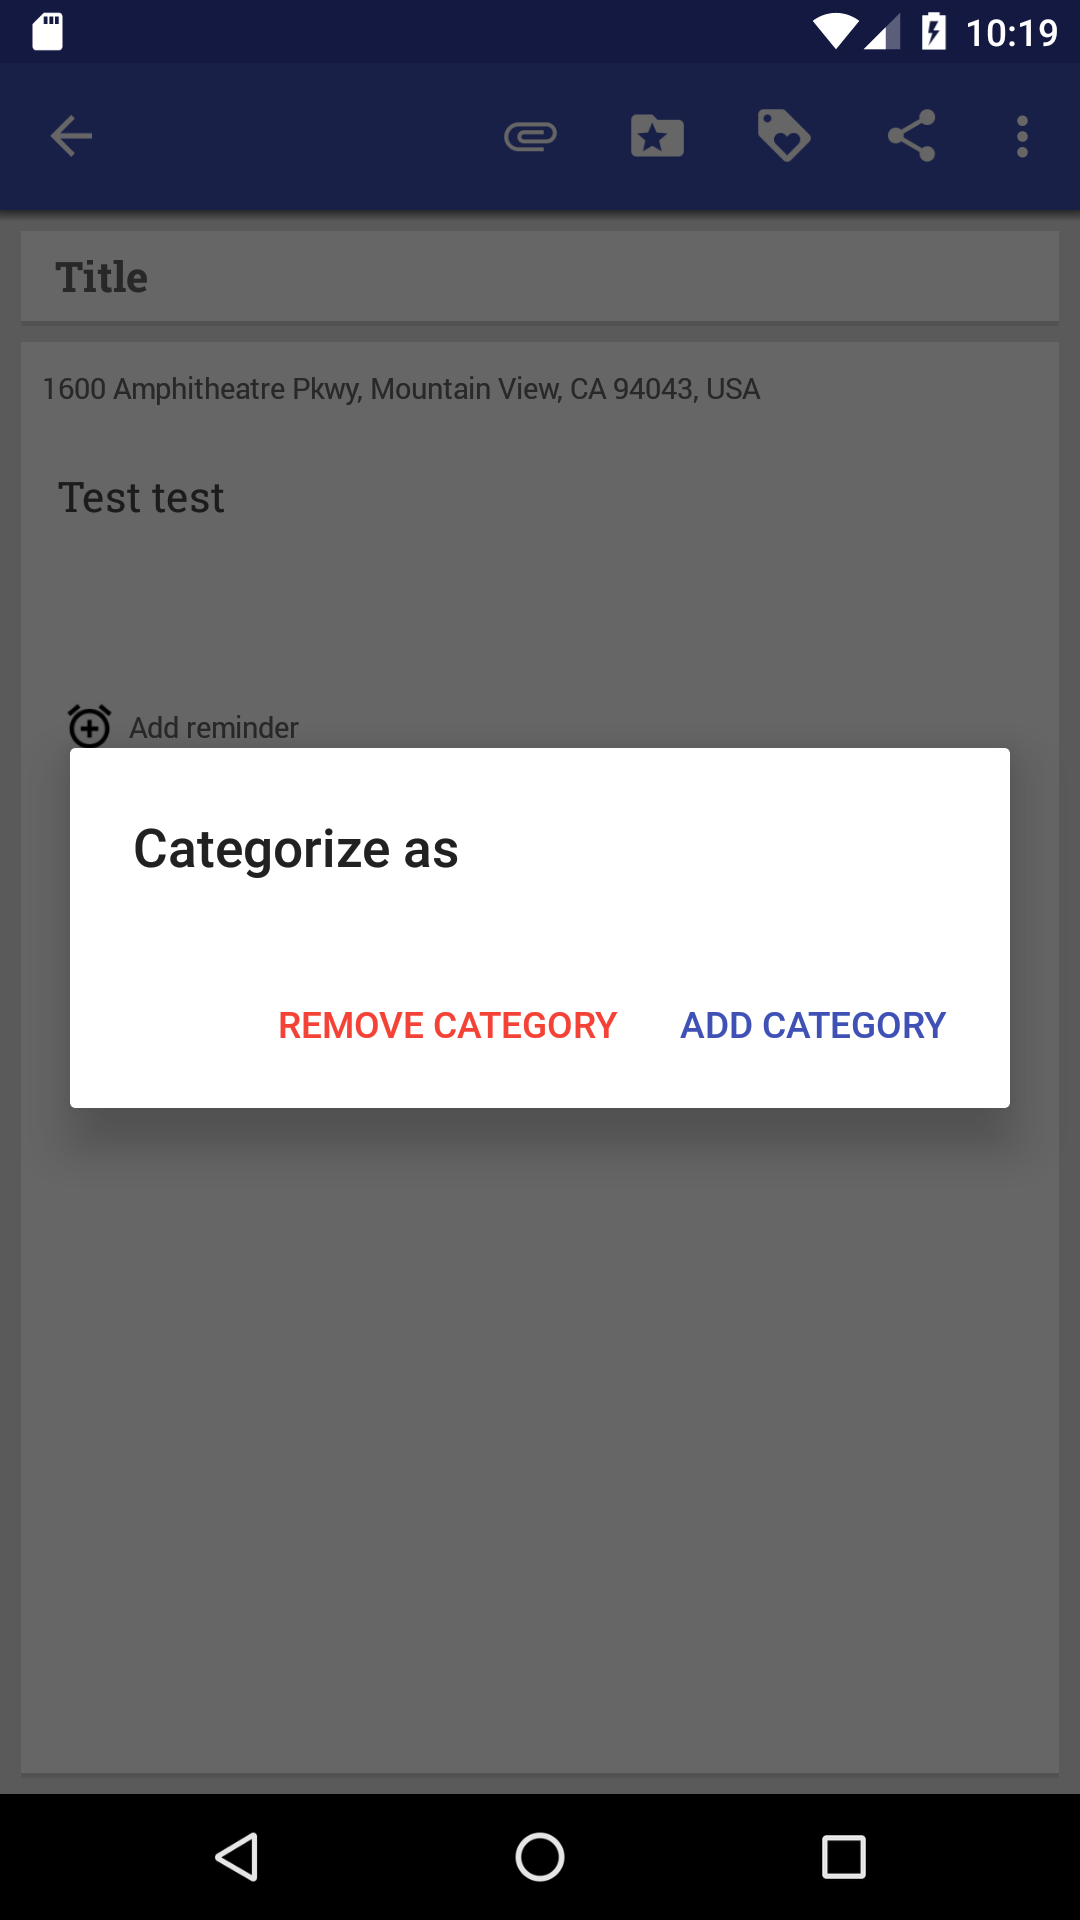 10:19
Title
1600 Amphitheatre Pkwy, Mountain View, CA 94043, USA
Test test
Add reminder
Categorize as
REMOVE CATEGORY
ADD CATEGORY